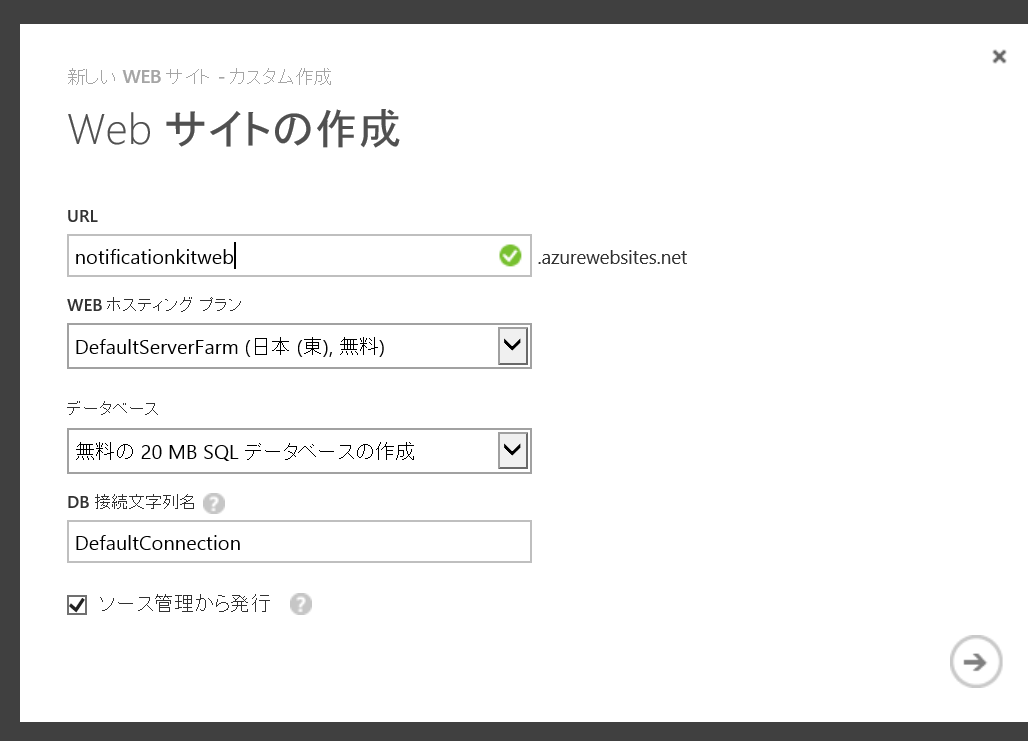 新しい WEB サイト - カスタム作成
Web サイトの作成
URL
notificationkitweb .azurewebsites.net
WEB ホスティング プラン
DefaultServerFarm (日本 (東), 無料)
データベース
無料の 20 MB SQL データベースの作成
DB 接続文字列名 ?
DefaultConnection
ソース管理から発行 ?